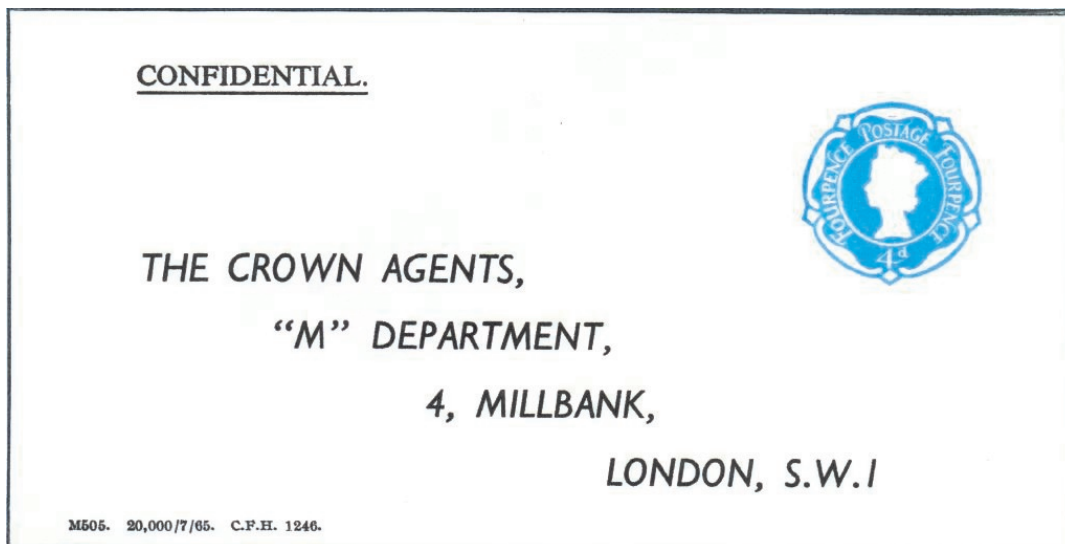 CONFIDENTIAL.
FOURPENCE POSTAGE FOURPENCE
4d
THE CROWN AGENTS,
“M” DEPARTMENT,
4, MILLBANK,
LONDON, S.W.1
M505. 20,000/7/65. C.F.H. 1246.